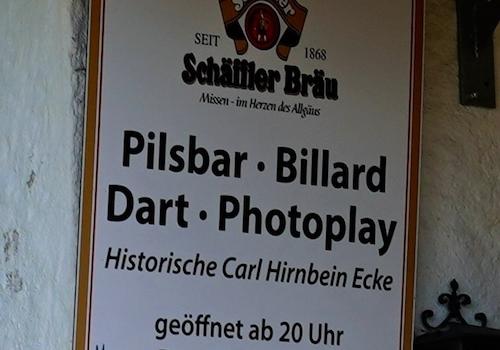 SEIT 1868
Schäffler Bräu
Missen - im Herzen des Allgäus
Pilsbar · Billard
Dart · Photoplay
Historische Carl Hirnbein Ecke
geöffnet ab 20 Uhr